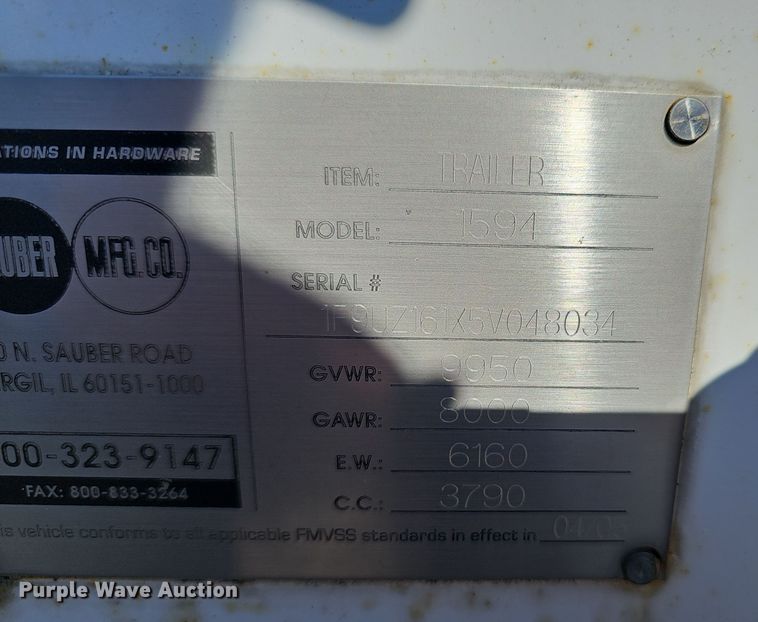 ATIONS IN HARDWARE
UBER MFG.CO.
0 N. SAUBER ROAD
RGIL, IL 60151-1000
00-323-9147
FAX: 800-833-3264
ITEM: TRAILER
MODEL: 1594
SERIAL #
1F9UZ161X5V048034
GVWR: 9950
GAWR: 8000
E.W.: 6160
C.C.: 3790
is vehicle conforms to all applicable FMVSS standards in effect in 04/05
Purple Wave Auction